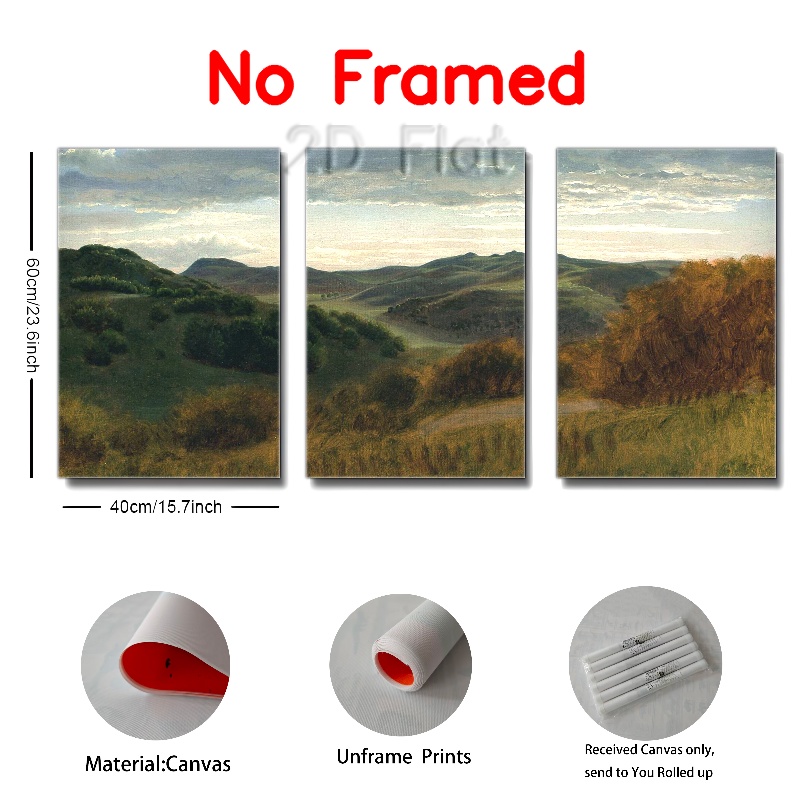 No Framed
2D Flat
60cm/23.6inch
40cm/15.7inch
Material:Canvas
Unframe Prints
Received Canvas only,
send to You Rolled up